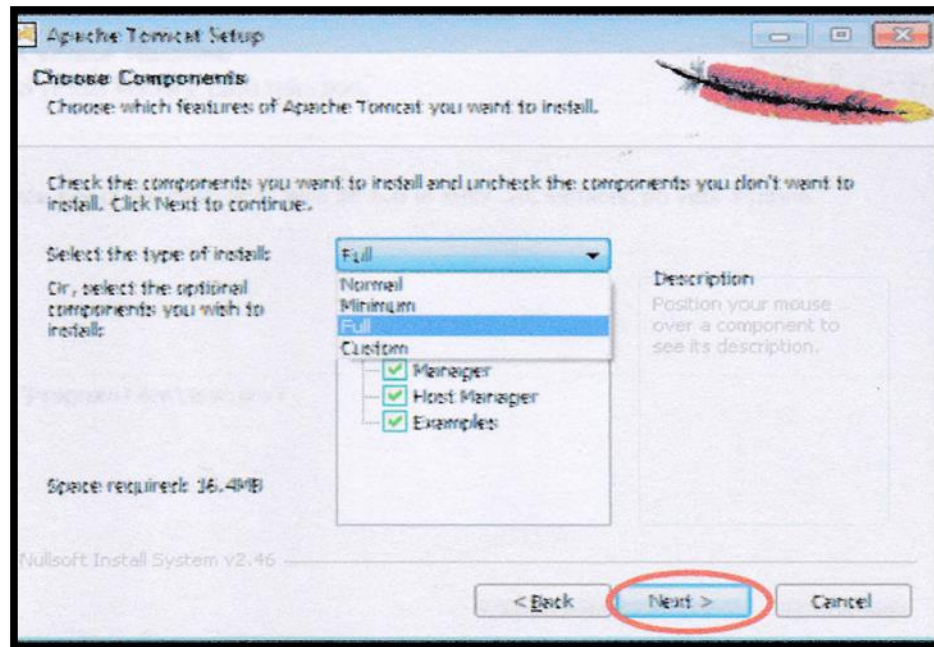 Apache Tomcat Setup
Choose Components
Choose which features of Apache Tomcat you want to install.
Check the components you want to install and uncheck the components you don't want to
install. Click Next to continue.
Select the type of install:
Full
Normal
Minimum
Full
Custom
Or, select the optional
components you wish to
install:
Manager
Host Manager
Examples
Description
Position your mouse
over a component to
see its description.
Space required: 16.4MB
Nullsoft Install System v2.46
< Back
Next >
Cancel